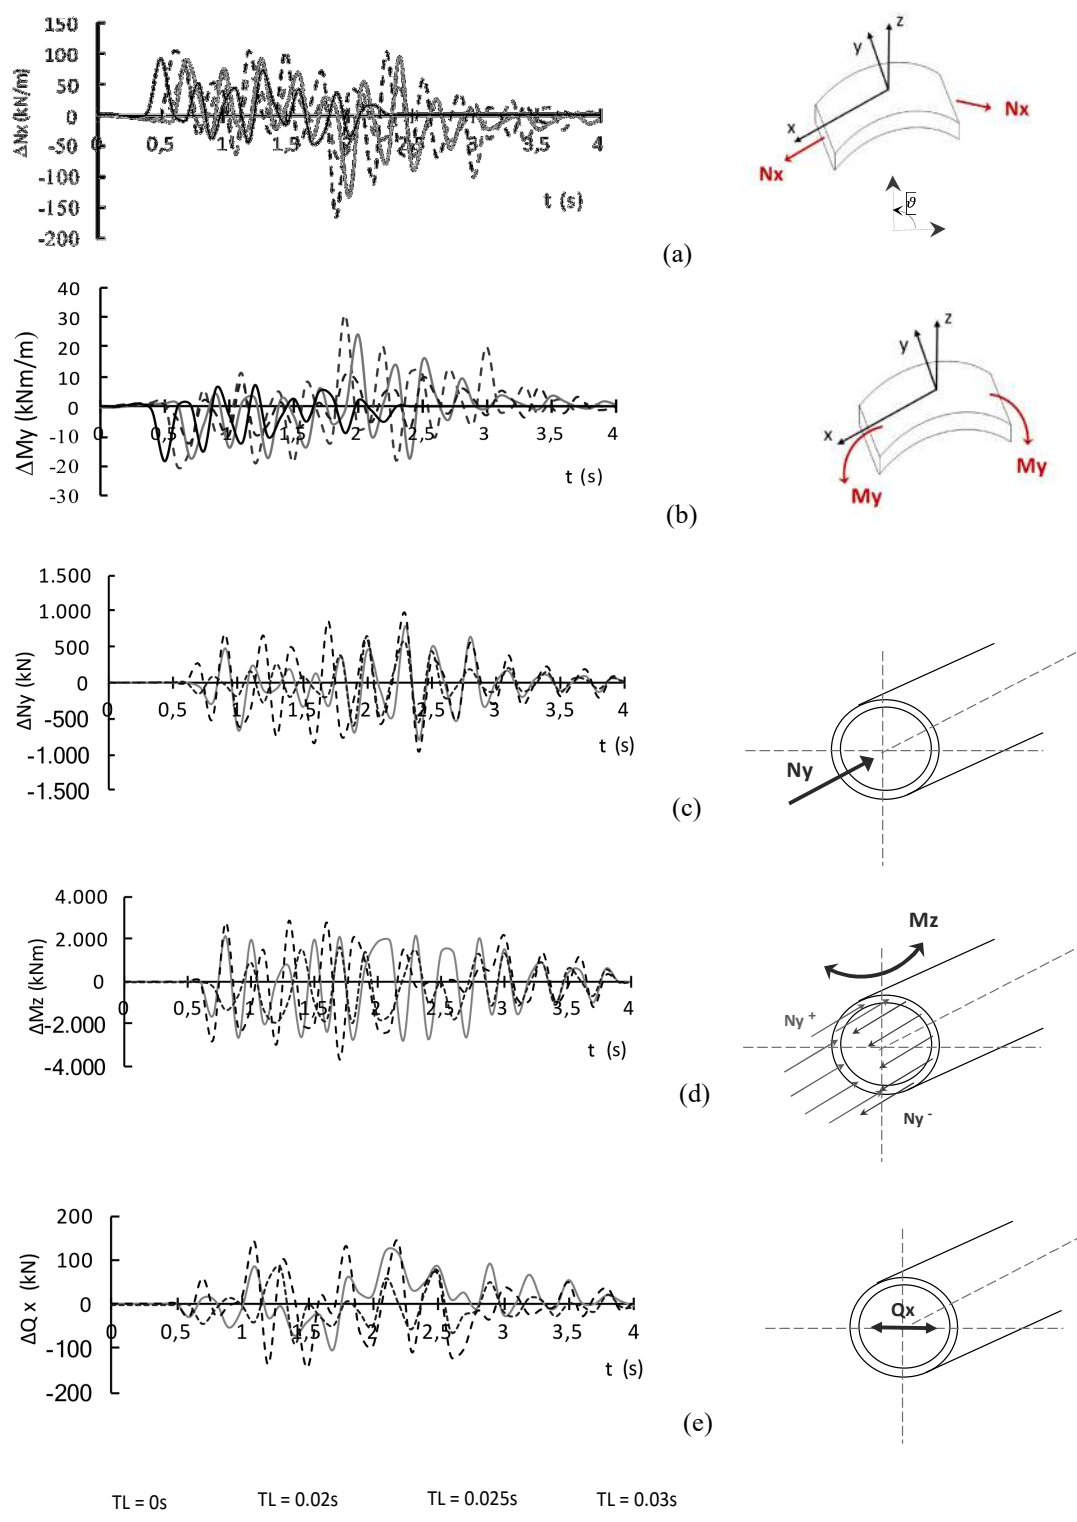 150
100
50
0
-50
-100
-150
-200
ΔNx (kN/m)
0 0,5 1 1,5 2 2,5 3 3,5 4
t (s)
z
y
x
Nx
Nx
ϑ
(a)
40
30
20
10
0
-10
-20
-30
ΔMy (kNm/m)
0 0,5 1 1,5 2 2,5 3 3,5 4
t (s)
z
y
x
My
My
(b)
1.500
1.000
500
0
-500
-1.000
-1.500
ΔNy (kN)
0 0,5 1 1,5 2 2,5 3 3,5 4
t (s)
Ny
(c)
4.000
2.000
0
-2.000
-4.000
ΔMz (kNm)
0 0,5 1 1,5 2 2,5 3 3,5 4
t (s)
Mz
Ny +
Ny -
(d)
200
100
0
-100
-200
ΔQ x (kN)
0 0,5 1 1,5 2 2,5 3 3,5 4
t (s)
Qx
(e)
TL = 0s TL = 0.02s TL = 0.025s TL = 0.03s